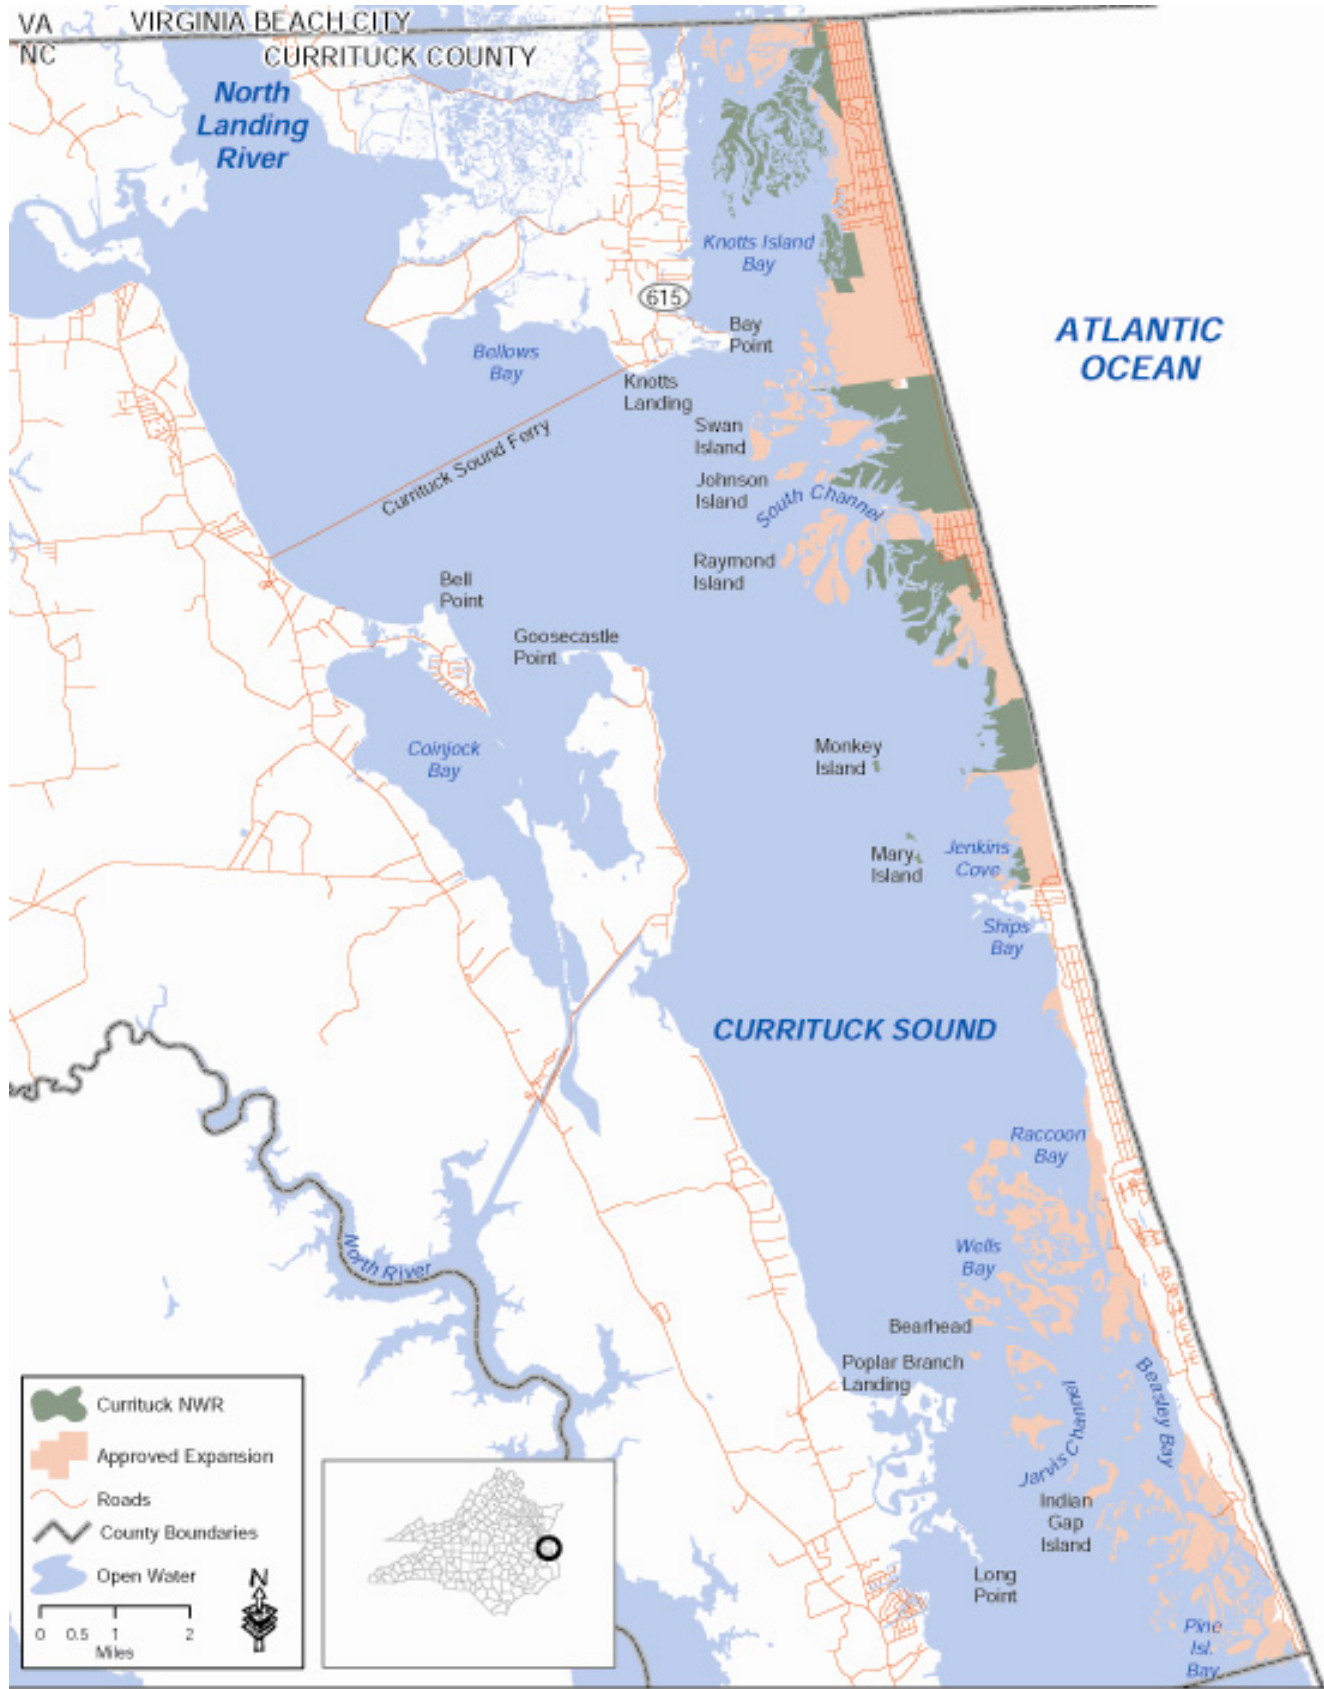 VA
VIRGINIA BEACH CITY
NC
CURRITUCK COUNTY
North
Landing
River
Knotts Island
Bay
615
Bay
Point
ATLANTIC
OCEAN
Bellows
Bay
Knotts
Landing
Swan
Island
Currituck Sound Ferry
Johnson
Island
South Channel
Raymond
Island
Bell
Point
Goosecastle
Point
Coinjock
Bay
Monkey
Island
Mary
Island
Jenkins
Cove
Ships
Bay
CURRITUCK SOUND
Raccoon
Bay
North River
Wells
Bay
Bearhead
Poplar Branch
Landing
Beasley Bay
Jarvis Channel
Indian
Gap
Island
Long
Point
Pine
Isl.
Bay
Currituck NWR
Approved Expansion
Roads
County Boundaries
Open Water
N
0 0.5 1 2
Miles